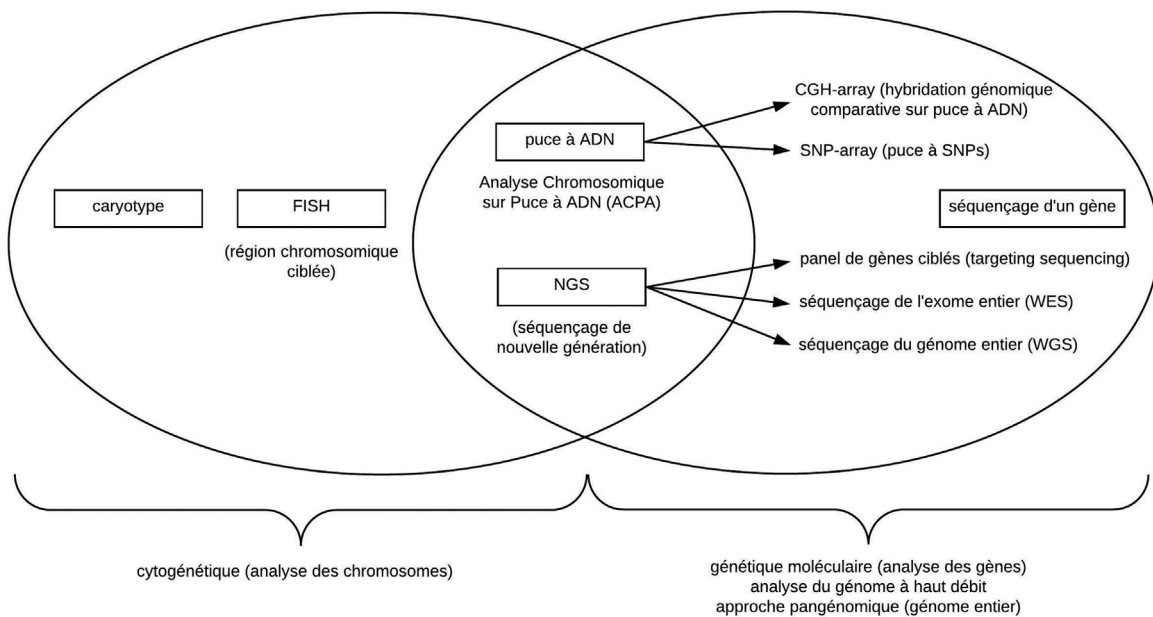 caryotype
FISH
(région chromosomique
ciblée)
puce à ADN
Analyse Chromosomique
sur Puce à ADN (ACPA)
NGS
(séquençage de
nouvelle génération)
CGH-array (hybridation génomique
comparative sur puce à ADN)
SNP-array (puce à SNPs)
séquençage d'un gène
panel de gènes ciblés (targeting sequencing)
séquençage de l'exome entier (WES)
séquençage du génome entier (WGS)
cytogénétique (analyse des chromosomes)
génétique moléculaire (analyse des gènes)
analyse du génome à haut débit
approche pangénomique (génome entier)